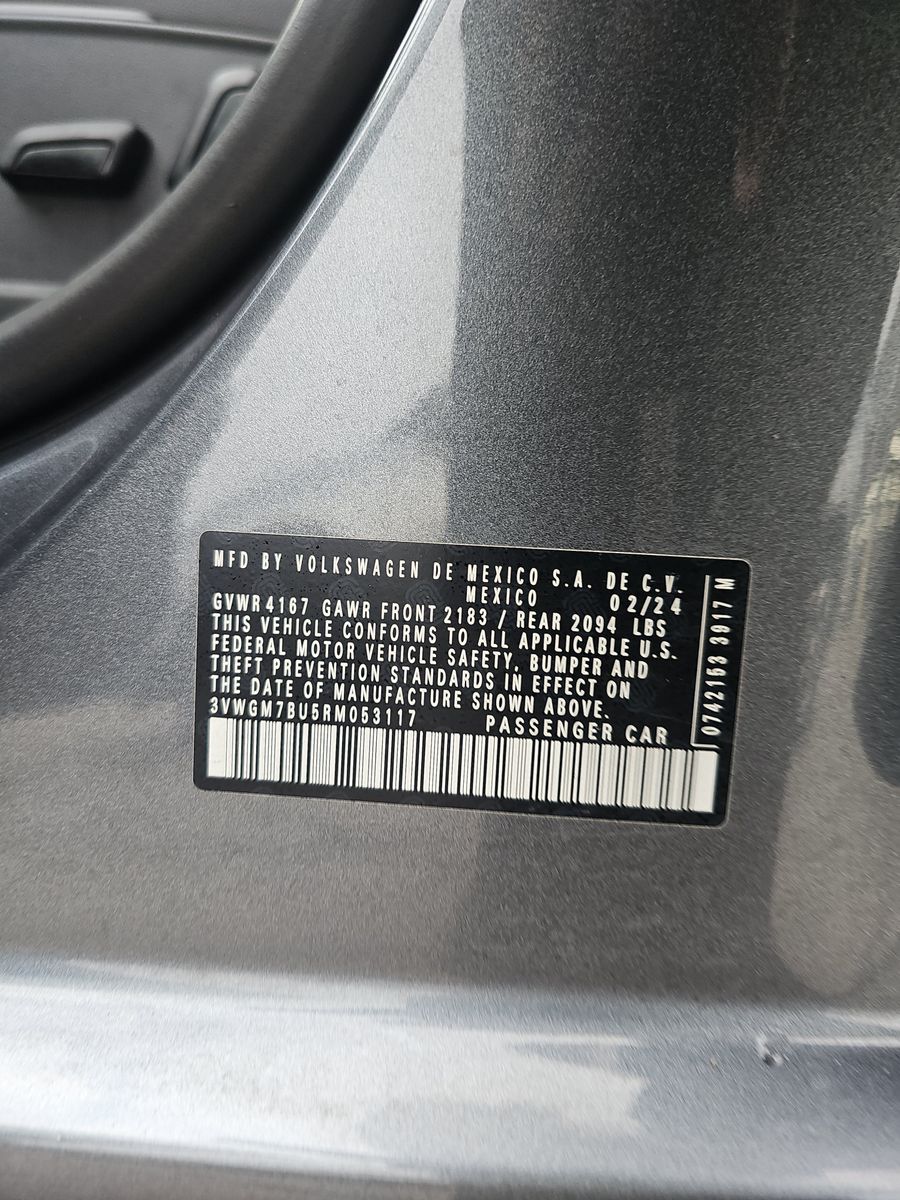 MFD BY VOLKSWAGEN DE MEXICO S.A. DE C.V.
MEXICO 02/24
GVWR 4167 GAWR FRONT 2183 / REAR 2094 LBS
THIS VEHICLE CONFORMS TO ALL APPLICABLE U.S.
FEDERAL MOTOR VEHICLE SAFETY, BUMPER AND
THEFT PREVENTION STANDARDS IN EFFECT ON
THE DATE OF MANUFACTURE SHOWN ABOVE.
3VWGM7BU5RM053117 PASSENGER CAR
0742153 3917 M